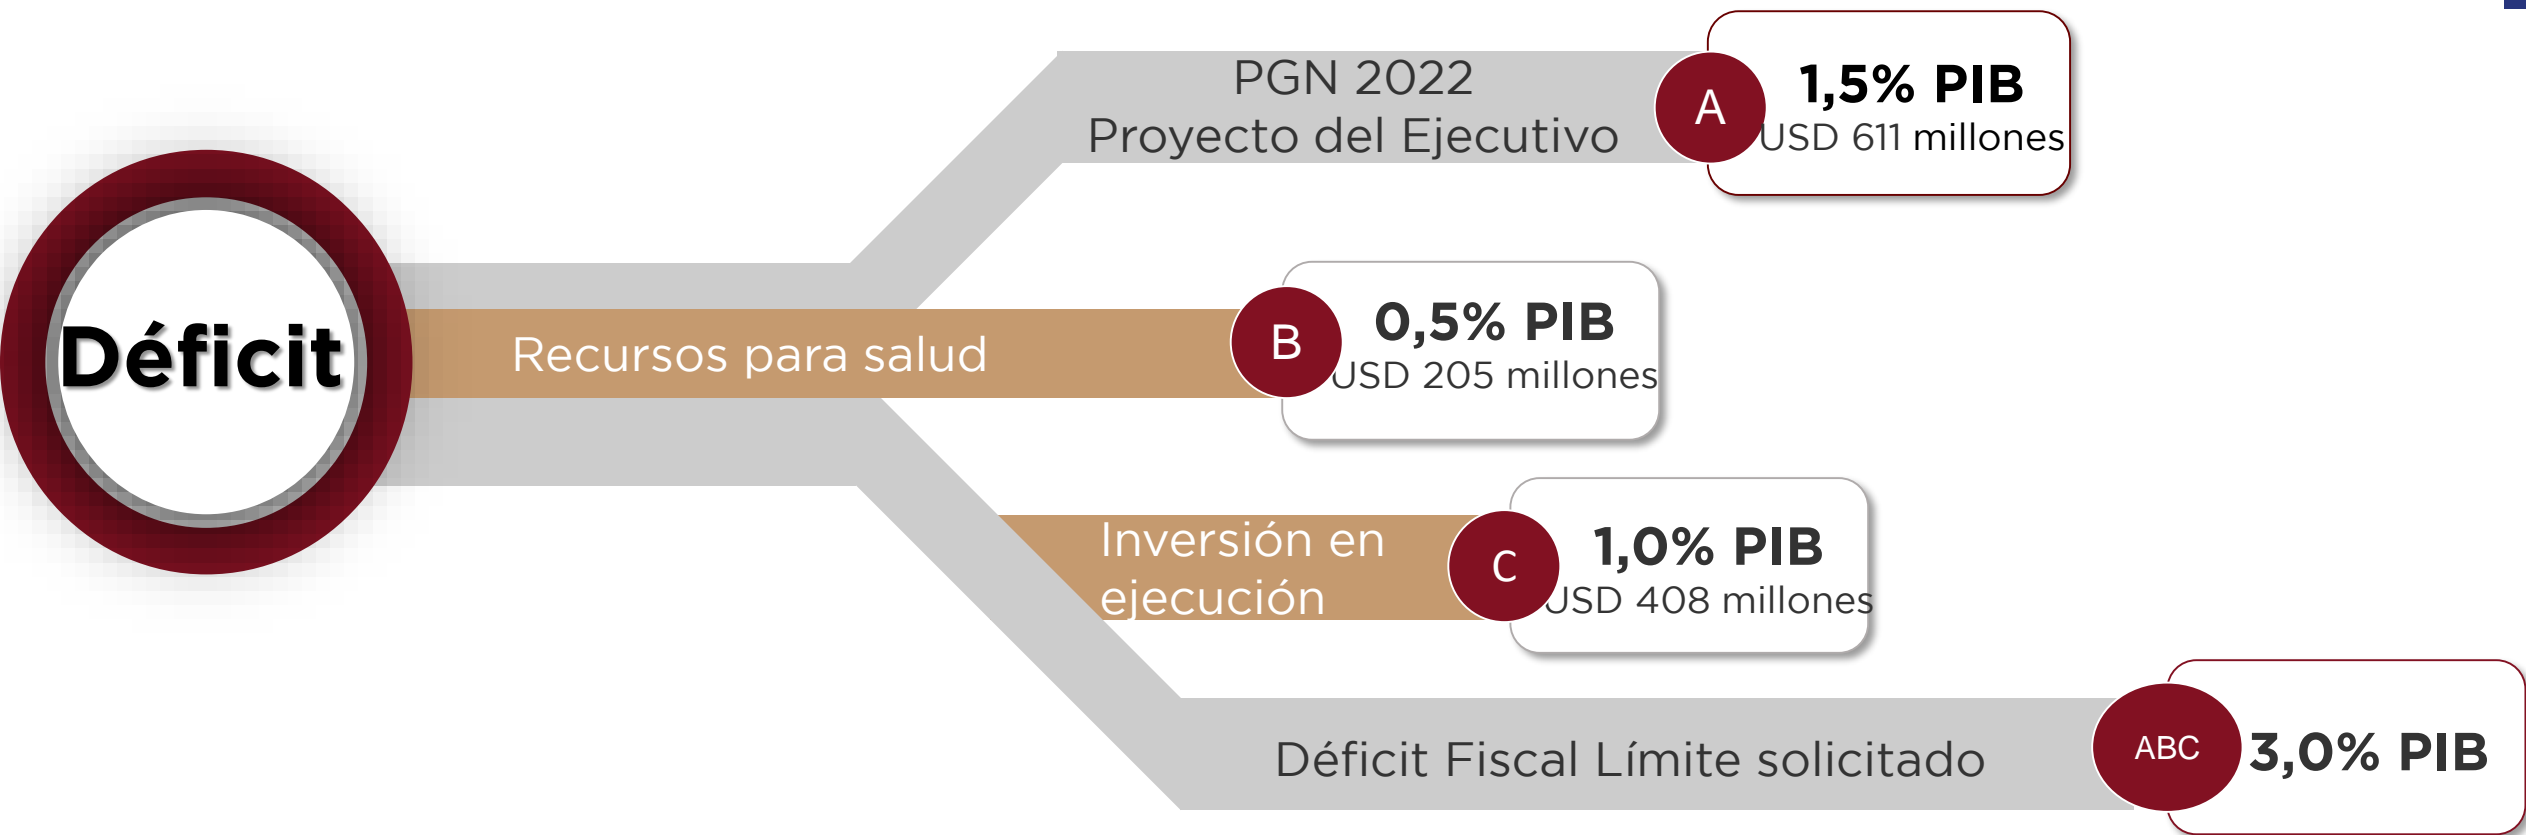 Déficit
PGN 2022
Proyecto del Ejecutivo
A
1,5% PIB
USD 611 millones
Recursos para salud
B
0,5% PIB
USD 205 millones
Inversión en
ejecución
C
1,0% PIB
USD 408 millones
Déficit Fiscal Límite solicitado
ABC
3,0% PIB